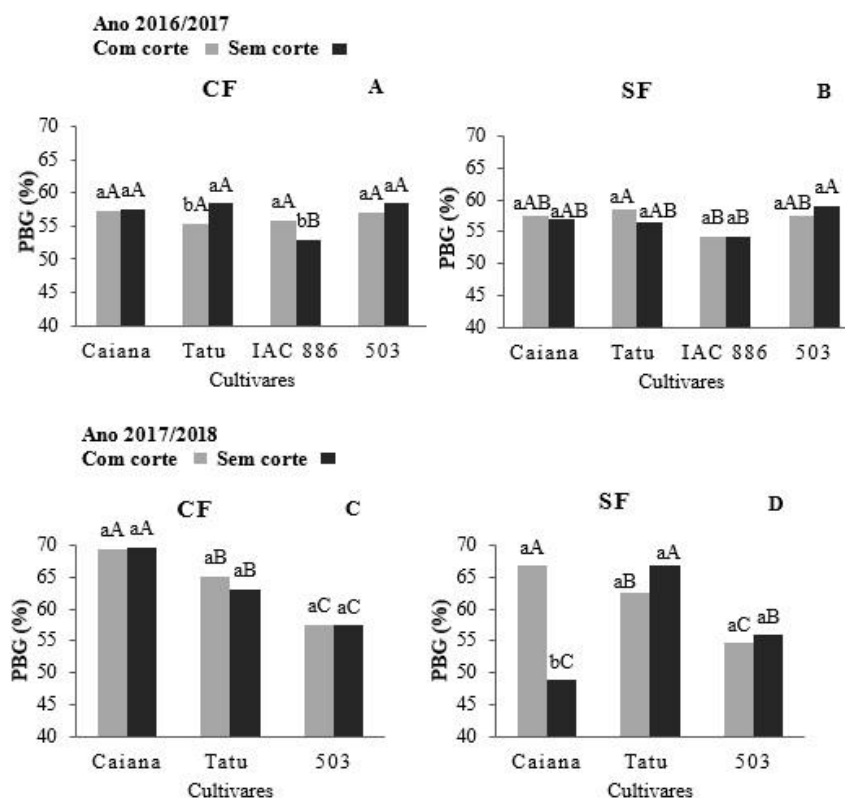 Ano 2016/2017
Com corte Sem corte
CF A
PBG (%)
70
65
60
55
50
45
40
aA aA
bA aA
aA bB
aA aA
Caiana Tatu IAC 886 503
Cultivares
SF B
PBG (%)
70
65
60
55
50
45
40
aAB aAB
aA aAB
aB aB
aAB aA
Caiana Tatu IAC 886 503
Cultivares
Ano 2017/2018
Com corte Sem corte
CF C
PBG (%)
70
65
60
55
50
45
40
aA aA
aB aB
aC aC
Caiana Tatu 503
Cultivares
SF D
PBG (%)
70
65
60
55
50
45
40
aA bC
aB aA
aC aB
Caiana Tatu 503
Cultivares